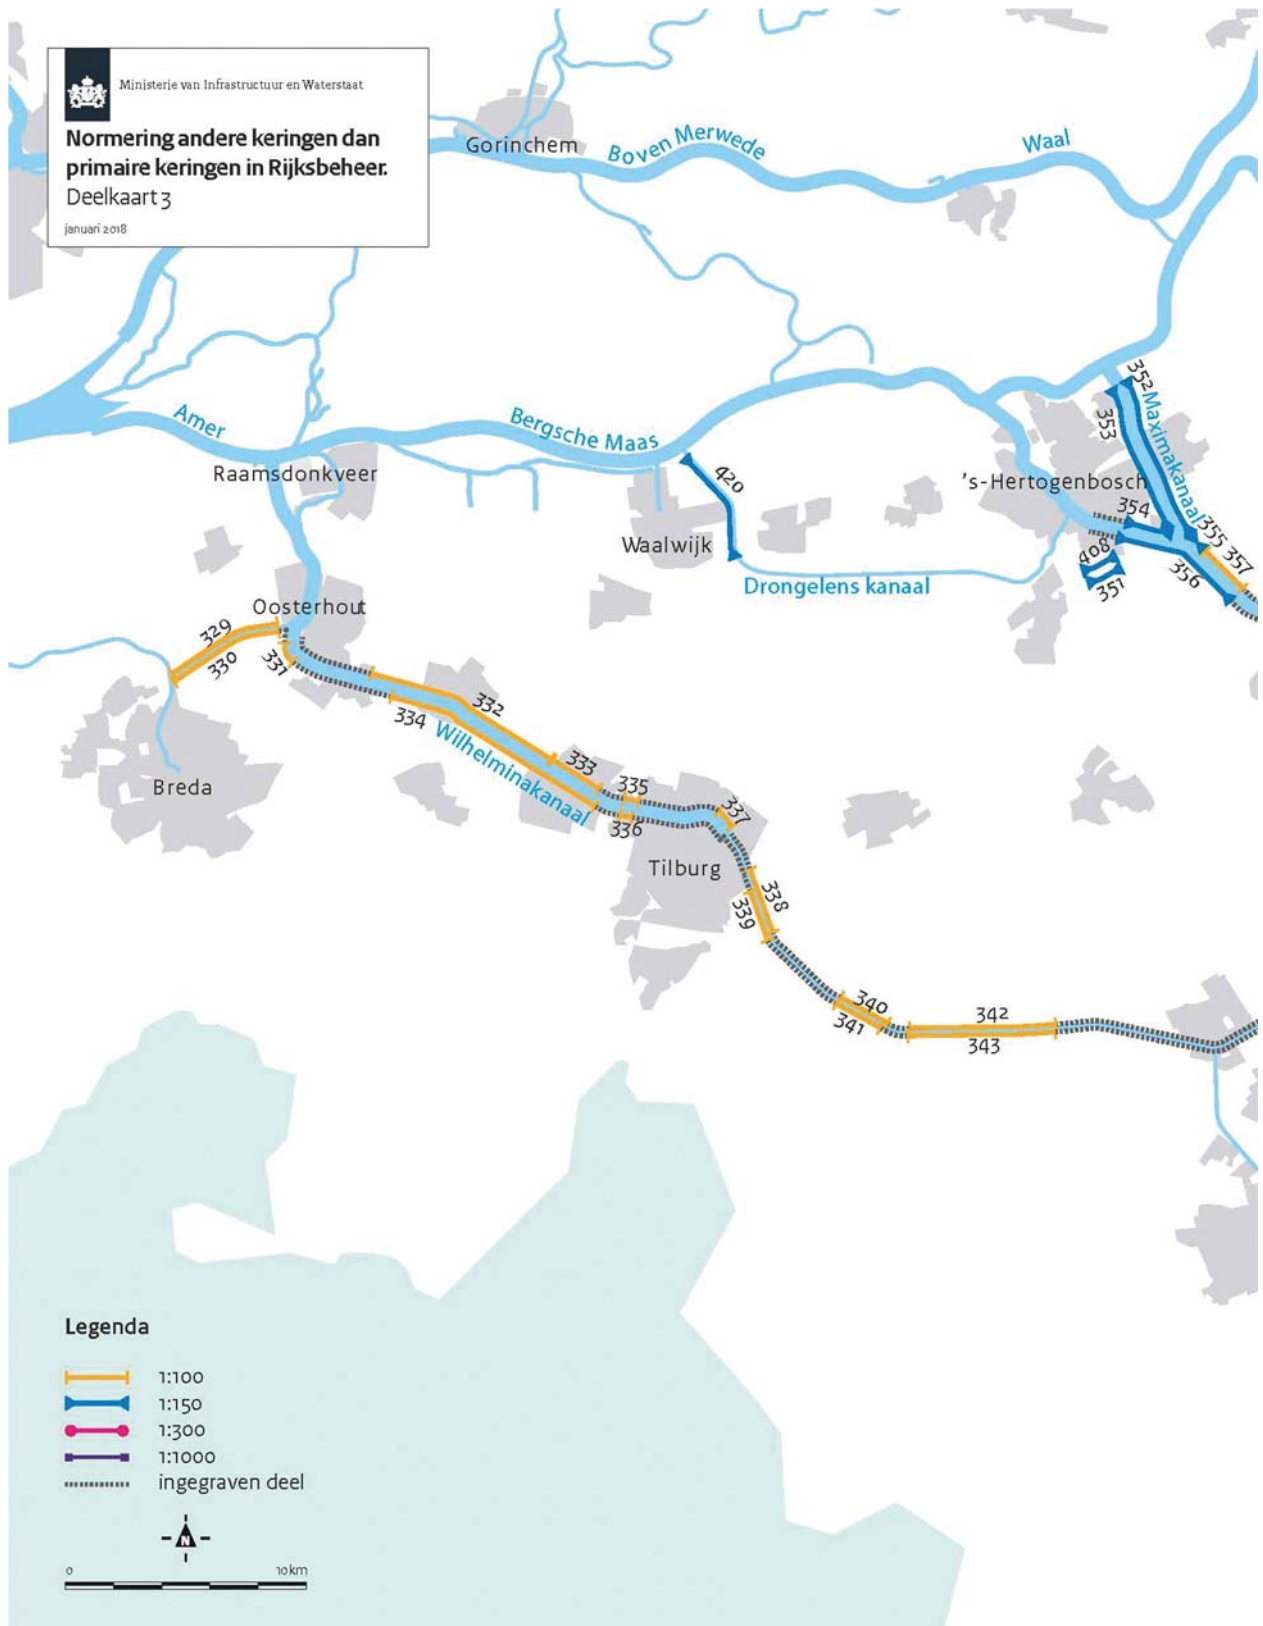 Ministerie van Infrastructuur en Waterstaat
Normering andere keringen dan
primaire keringen in Rijksbeheer.
Deelkaart 3
januari 2018
Gorinchem
Boven Merwede
Waal
Amer
Bergsche Maas
Raamsdonkveer
352
Maximakanaal
353
's-Hertogenbosch
420
354
355
357
Waalwijk
408
351
356
Drongelens kanaal
Oosterhout
329
330
331
332
334
Wilhelminakanaal
333
335
336
337
Breda
Tilburg
338
339
340
341
342
343
Legenda
1:100
1:150
1:300
1:1000
ingegraven deel
N
0 10 km